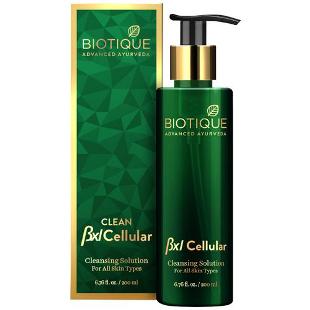 BIOTIQUE
ADVANCED AYURVEDA
CLEAN
βxl Cellular
Cleansing Solution
For All Skin Types
6.76 fl. oz. / 200 ml
BIOTIQUE
ADVANCED AYURVEDA
βxl Cellular
Cleansing Solution
For All Skin Types
6.76 fl. oz. / 200 ml